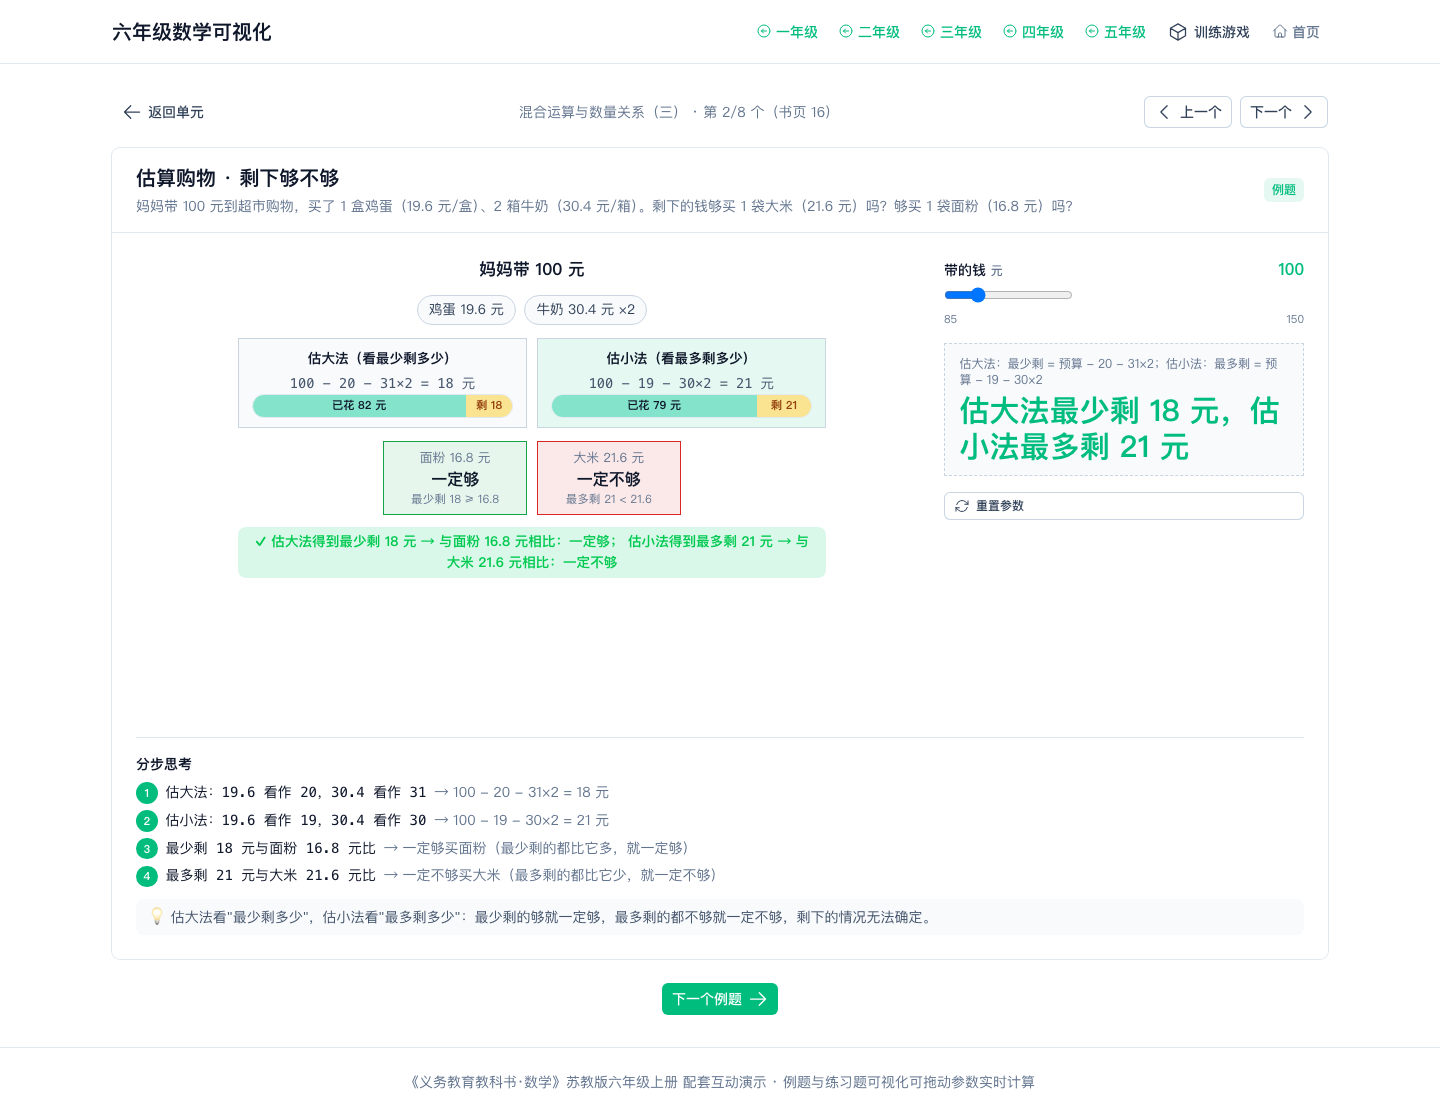 六年级数学可视化
一年级 二年级 三年级 四年级 五年级 训练游戏 首页
返回单元
混合运算与数量关系（三） · 第 2/8 个（书页 16）
上一个 下一个
估算购物 · 剩下够不够
妈妈带 100 元到超市购物，买了 1 盒鸡蛋（19.6 元/盒）、2 箱牛奶（30.4 元/箱）。剩下的钱够买 1 袋大米（21.6 元）吗？够买 1 袋面粉（16.8 元）吗？
例题
妈妈带 100 元
鸡蛋 19.6 元 牛奶 30.4 元 ×2
估大法（看最少剩多少）
100 − 20 − 31×2 = 18 元
已花 82 元 剩 18
估小法（看最多剩多少）
100 − 19 − 30×2 = 21 元
已花 79 元 剩 21
面粉 16.8 元
一定够
最少剩 18 ≥ 16.8
大米 21.6 元
一定不够
最多剩 21 < 21.6
✓ 估大法得到最少剩 18 元 → 与面粉 16.8 元相比：一定够； 估小法得到最多剩 21 元 → 与
大米 21.6 元相比：一定不够
带的钱 元 100
85 150
估大法：最少剩 = 预算 − 20 − 31×2；估小法：最多剩 = 预
算 − 19 − 30×2
估大法最少剩 18 元，估
小法最多剩 21 元
重置参数
分步思考
1 估大法：19.6 看作 20，30.4 看作 31 → 100 − 20 − 31×2 = 18 元
2 估小法：19.6 看作 19，30.4 看作 30 → 100 − 19 − 30×2 = 21 元
3 最少剩 18 元与面粉 16.8 元比 → 一定够买面粉（最少剩的都比它多，就一定够）
4 最多剩 21 元与大米 21.6 元比 → 一定不够买大米（最多剩的都比它少，就一定不够）
💡 估大法看"最少剩多少"，估小法看"最多剩多少"：最少剩的够就一定够，最多剩的都不够就一定不够，剩下的情况无法确定。
下一个例题
《义务教育教科书·数学》苏教版六年级上册 配套互动演示 · 例题与练习题可视化可拖动参数实时计算